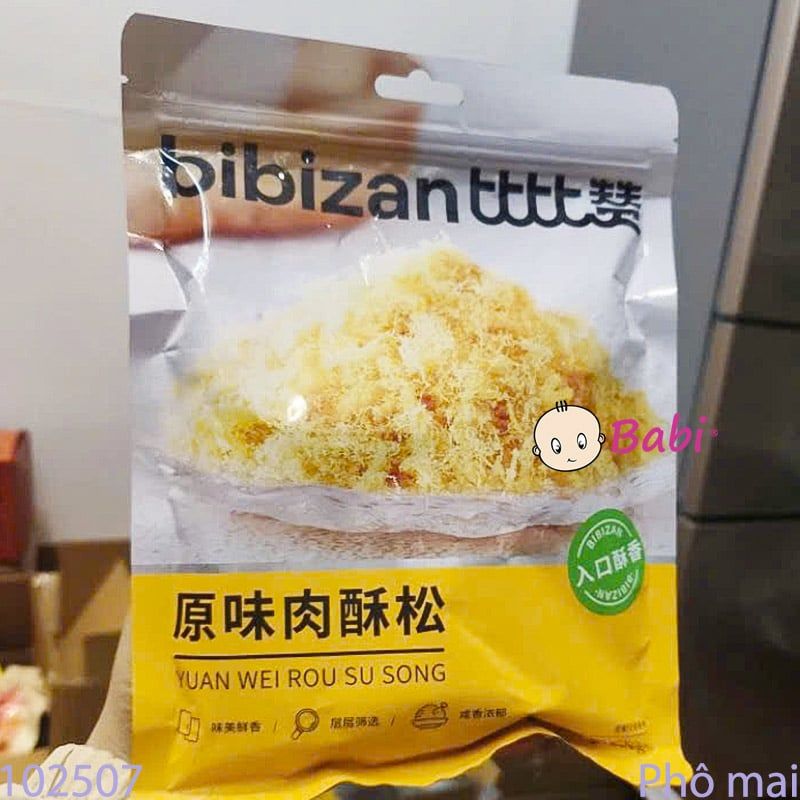 bibizan比比赞
Babi
BIBIZAN
入口稍香
BIBIZAN
原味肉酥松
YUAN WEI ROU SU SONG
味美鲜香 / 层层筛选 / 咸香浓郁
102507
Phô mai